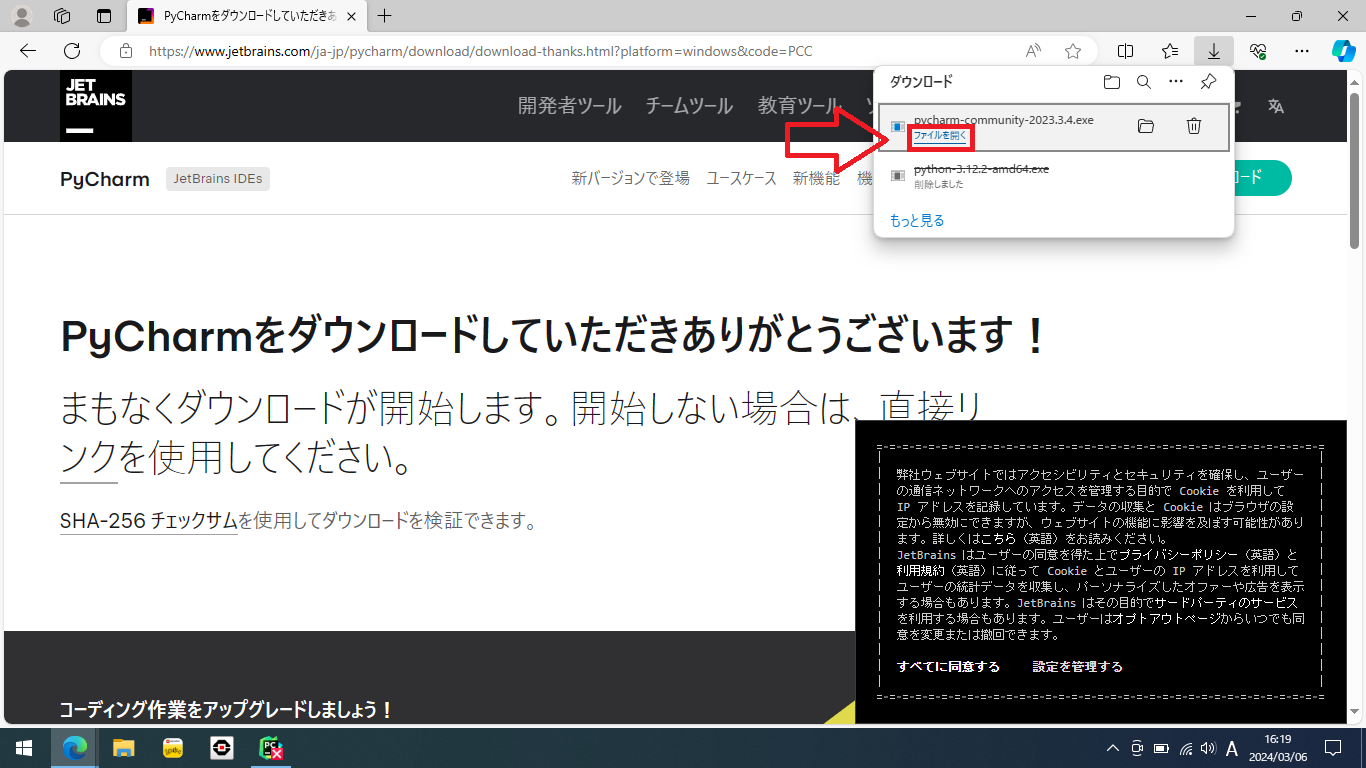 PyCharmをダウンロードしていただきあ
https://www.jetbrains.com/ja-jp/pycharm/download/download-thanks.html?platform=windows&code=PCC
JET
BRAINS
開発者ツール チームツール 教育ツール
ダウンロード
pycharm-community-2023.3.4.exe
ファイルを開く
python-3.12.2-amd64.exe
削除しました
もっと見る
PyCharm JetBrains IDEs 新バージョンで登場 ユースケース 新機能 機
ード
PyCharmをダウンロードしていただきありがとうございます！
まもなくダウンロードが開始します。開始しない場合は、直接リ
ンクを使用してください。
SHA-256 チェックサムを使用してダウンロードを検証できます。
弊社ウェブサイトではアクセシビリティとセキュリティを確保し、ユーザー
の通信ネットワークへのアクセスを管理する目的で Cookie を利用して
IP アドレスを記録しています。データの収集と Cookie はブラウザの設
定から無効にできますが、ウェブサイトの機能に影響を及ぼす可能性があり
ます。詳しくはこちら（英語）をお読みください。
JetBrains はユーザーの同意を得た上でプライバシーポリシー（英語）と
利用規約（英語）に従って Cookie とユーザーの IP アドレスを利用して
ユーザーの統計データを収集し、パーソナライズしたオファーや広告を表示
する場合もあります。JetBrains はその目的でサードパーティのサービス
を利用する場合もあります。ユーザーはオプトアウトページからいつでも同
意を変更または撤回できます。
すべてに同意する 設定を管理する
コーディング作業をアップグレードしましょう！
PC
A
16:19
2024/03/06